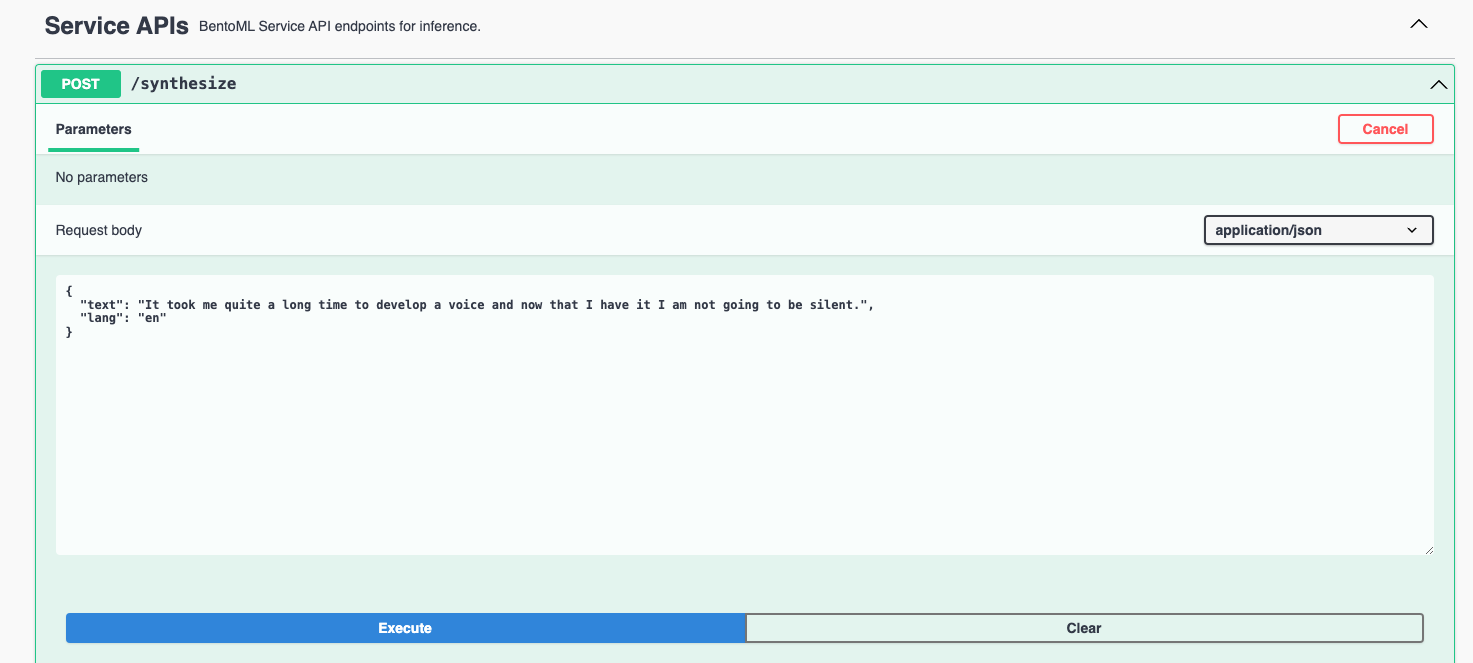 Service APIs BentoML Service API endpoints for inference.
POST /synthesize
Parameters Cancel
No parameters
Request body application/json
{
  "text": "It took me quite a long time to develop a voice and now that I have it I am not going to be silent.",
  "lang": "en"
}
Execute Clear